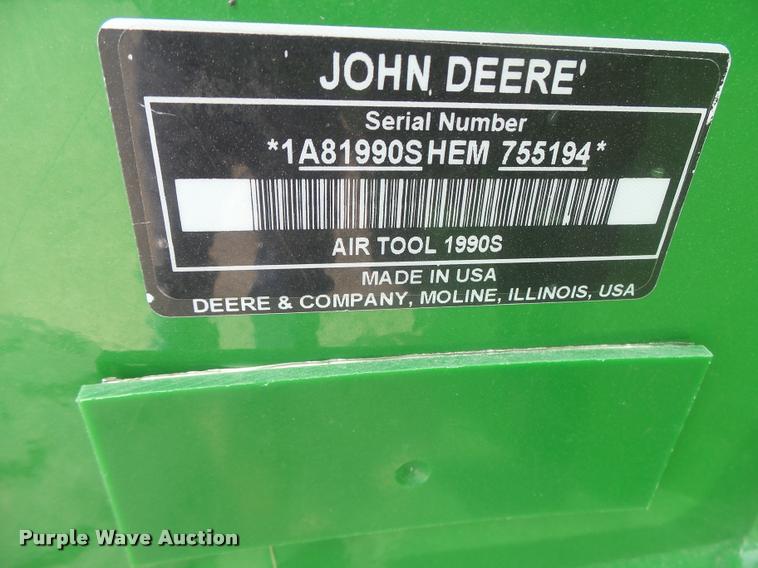 JOHN DEERE
Serial Number
*1A81990SHEM 755194*
AIR TOOL 1990S
MADE IN USA
DEERE & COMPANY, MOLINE, ILLINOIS, USA
Purple Wave Auction